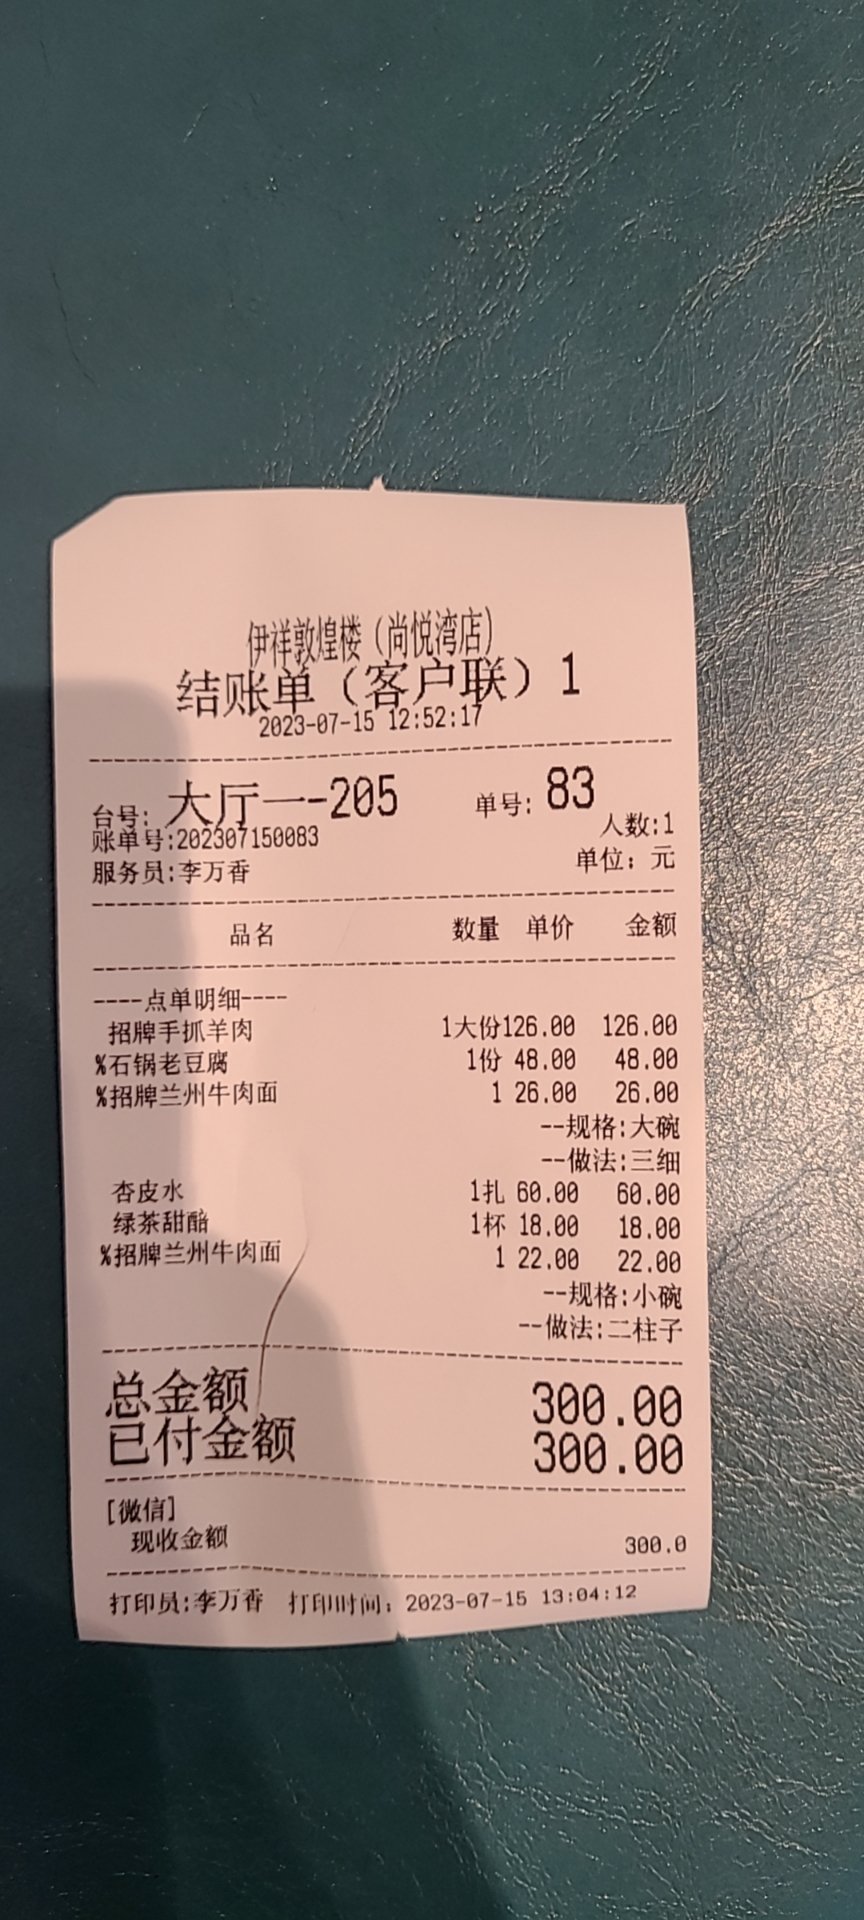 伊祥敦煌楼（尚悦湾店）
结账单（客户联）1
2023-07-15 12:52:17
台号: 大厅一-205 单号: 83
账单号:202307150083 人数:1
服务员:李万香 单位: 元
品名 数量 单价 金额
----点单明细----
招牌手抓羊肉 1大份126.00 126.00
%石锅老豆腐 1份 48.00 48.00
%招牌兰州牛肉面 1 26.00 26.00
--规格:大碗
--做法:三细
杏皮水 1扎 60.00 60.00
绿茶甜醅 1杯 18.00 18.00
%招牌兰州牛肉面 1 22.00 22.00
--规格:小碗
--做法:二柱子
总金额 300.00
已付金额 300.00
[微信]
现收金额 300.0
打印员:李万香 打印时间: 2023-07-15 13:04:12